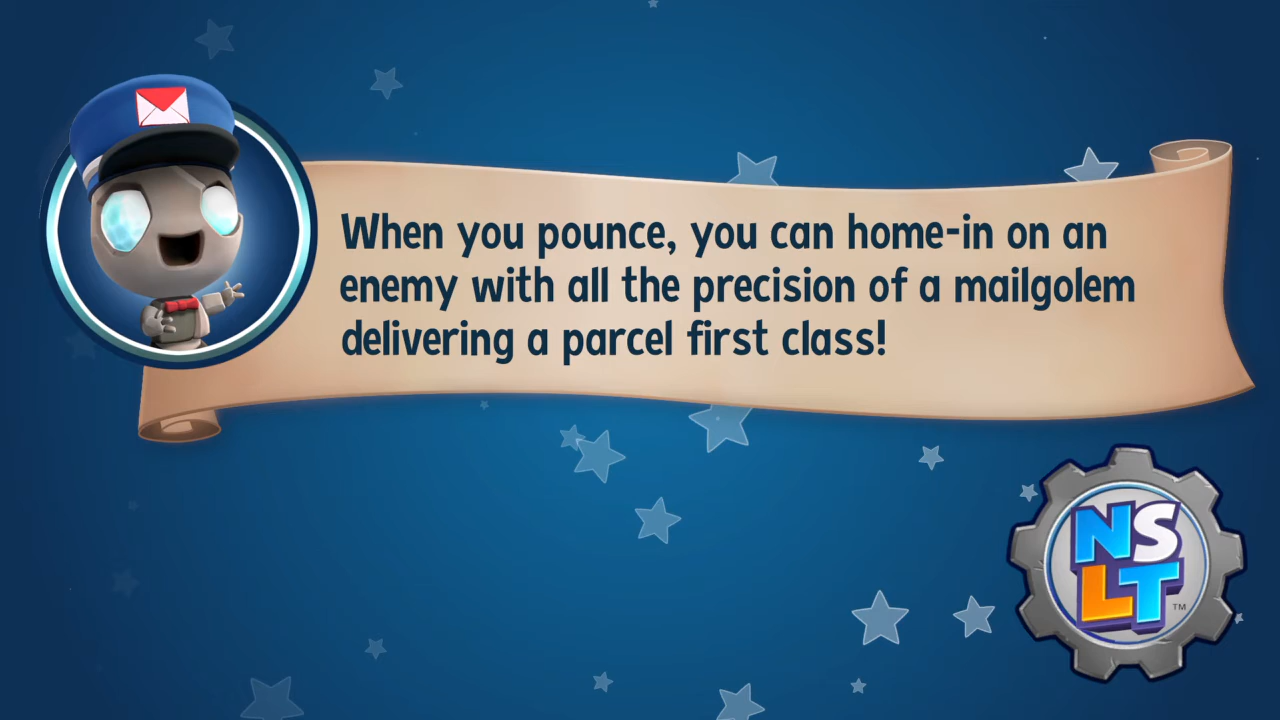 When you pounce, you can home-in on an
enemy with all the precision of a mailgolem
delivering a parcel first class!
NS
LT
TM